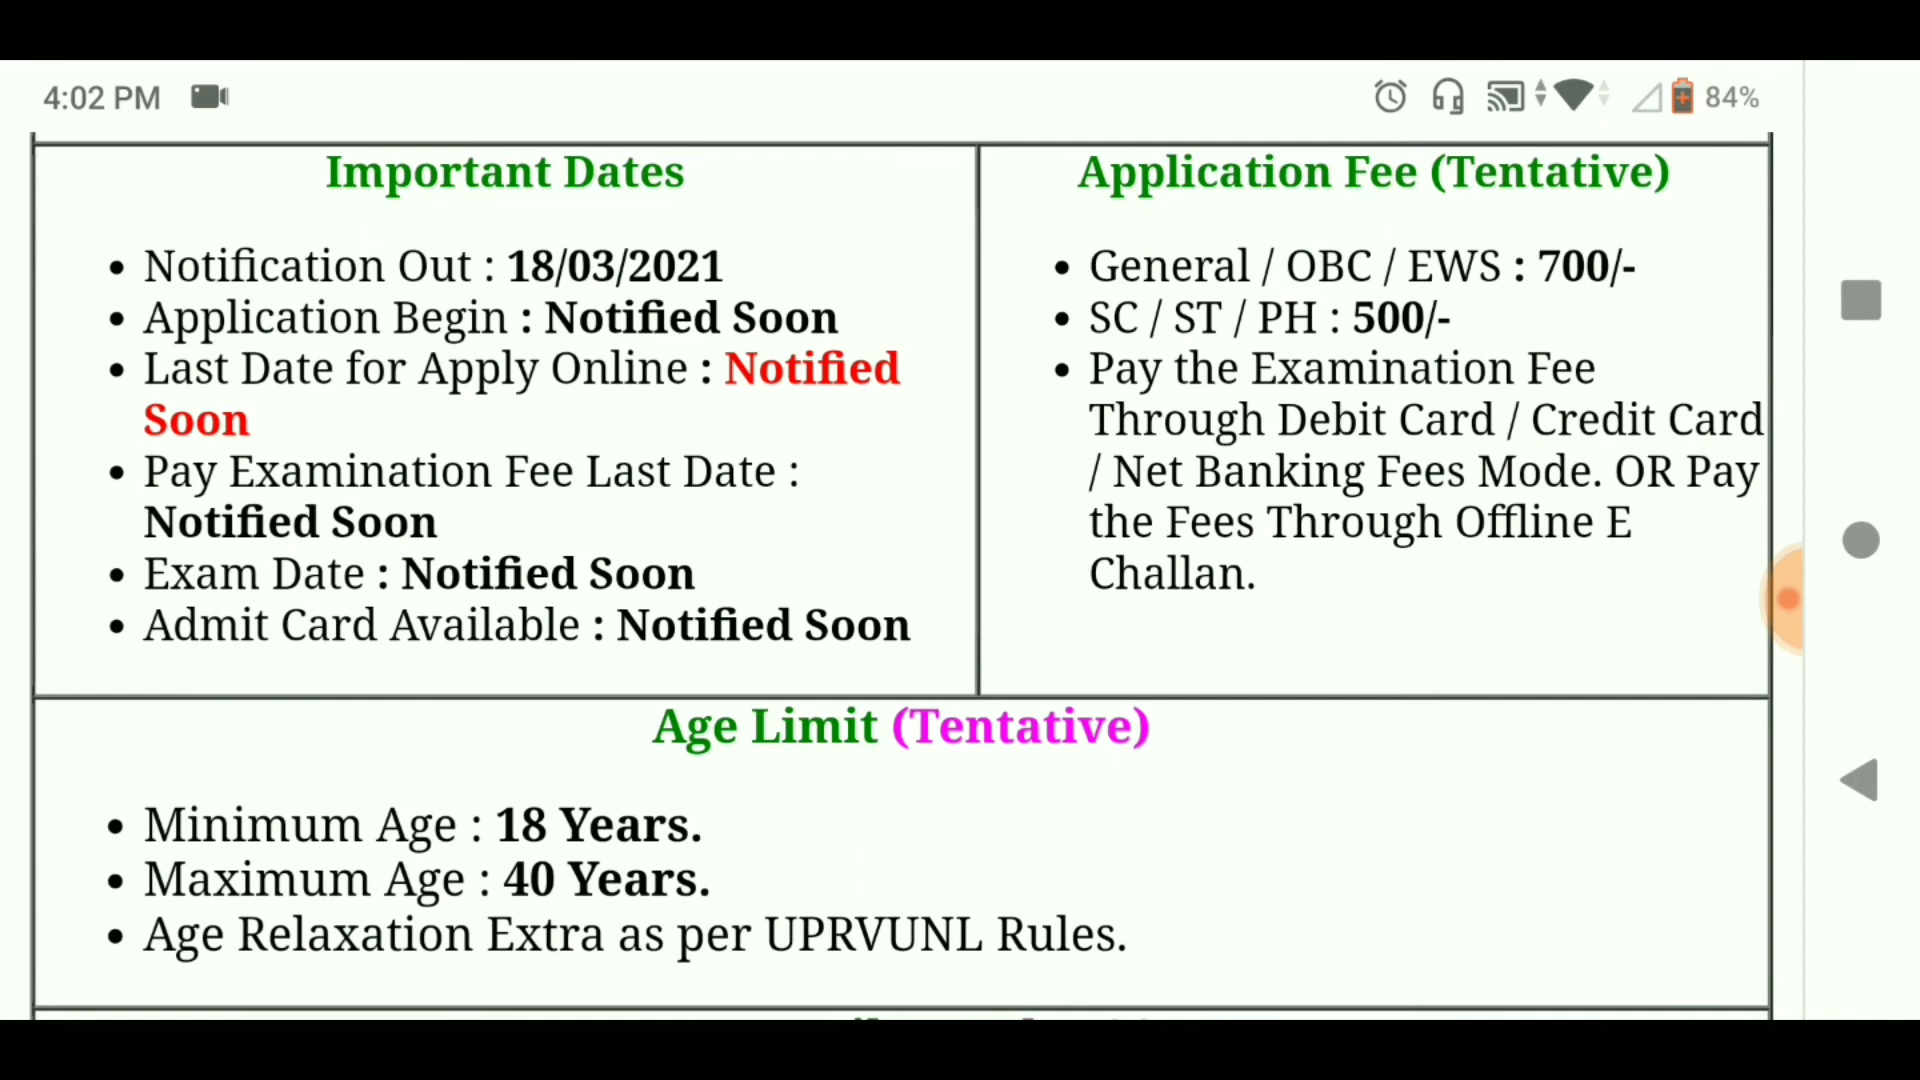 4:02 PM
84%
Important Dates
Notification Out : 18/03/2021
Application Begin : Notified Soon
Last Date for Apply Online : Notified
Soon
Pay Examination Fee Last Date :
Notified Soon
Exam Date : Notified Soon
Admit Card Available : Notified Soon
Application Fee (Tentative)
General / OBC / EWS : 700/-
SC / ST / PH : 500/-
Pay the Examination Fee
Through Debit Card / Credit Card
/ Net Banking Fees Mode. OR Pay
the Fees Through Offline E
Challan.
Age Limit (Tentative)
Minimum Age : 18 Years.
Maximum Age : 40 Years.
Age Relaxation Extra as per UPRVUNL Rules.